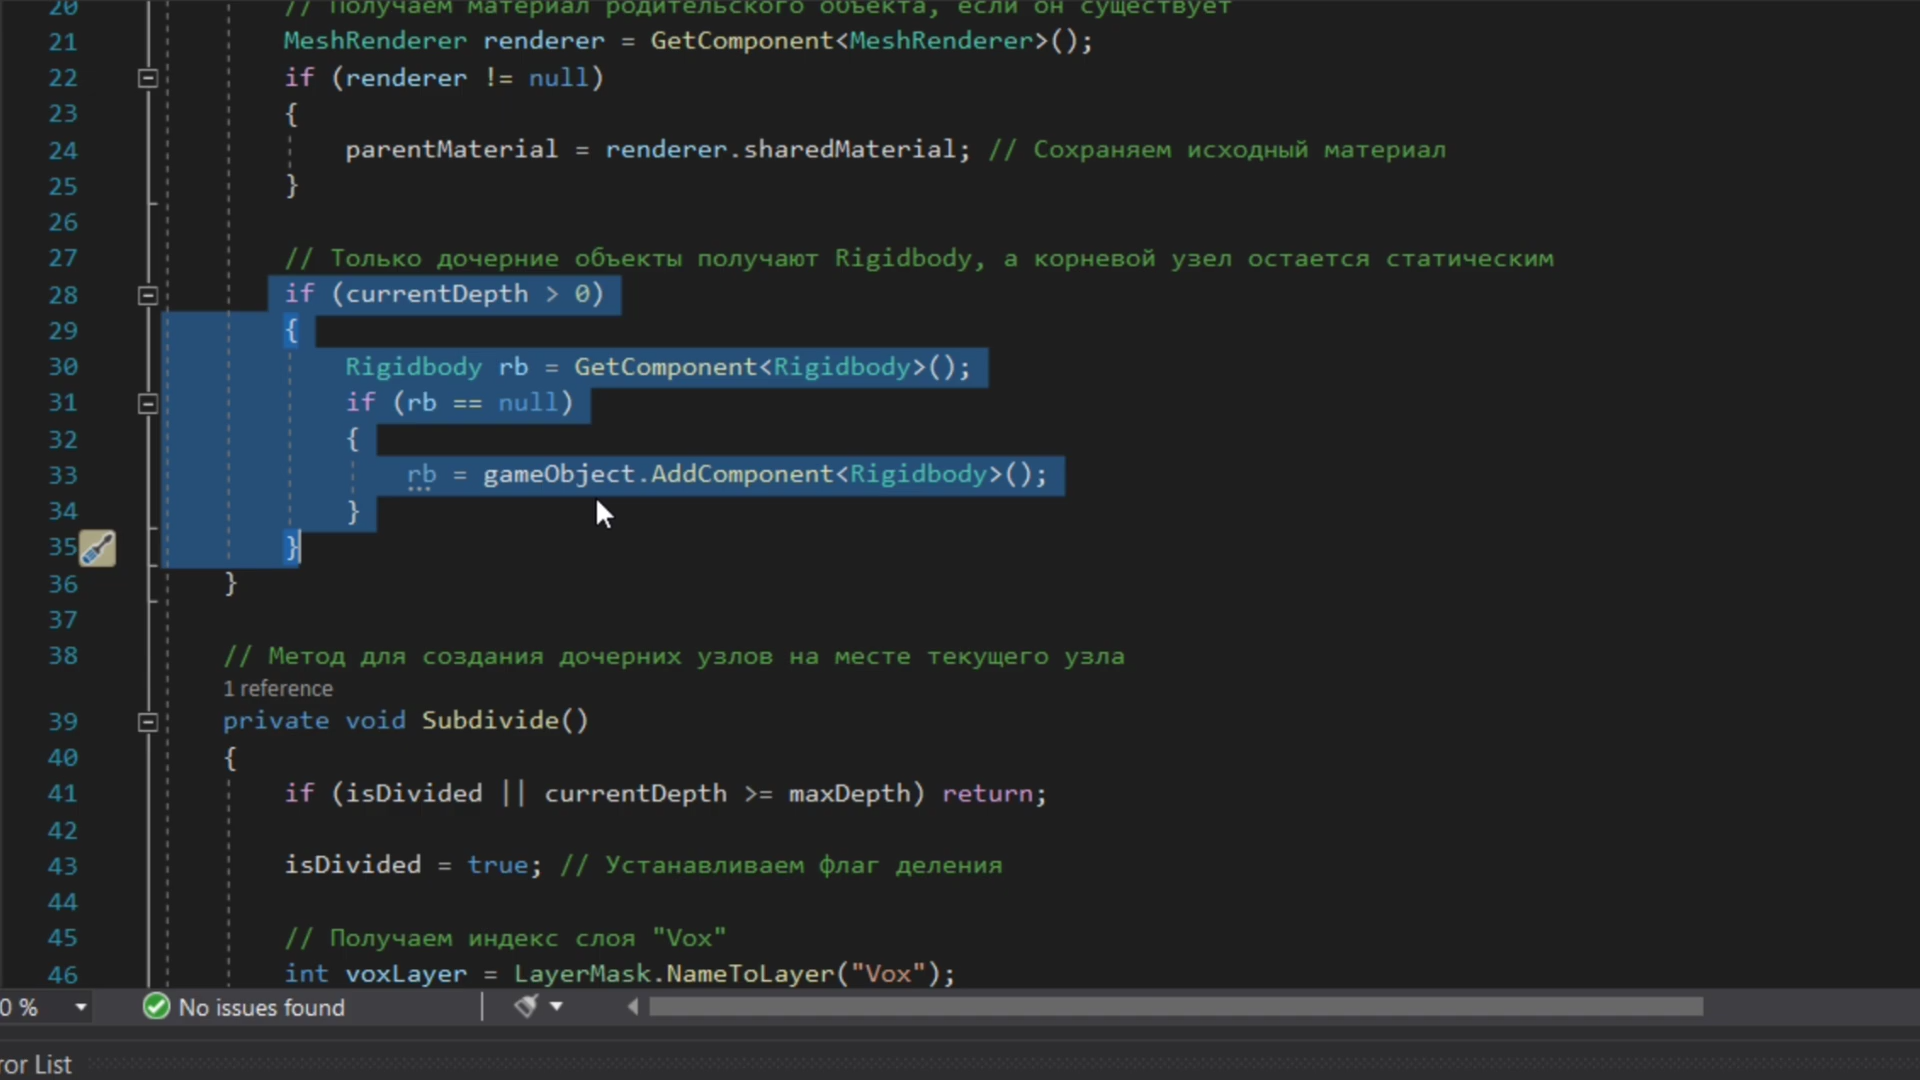 20 // Получаем материал родительского объекта, если он существует
21 MeshRenderer renderer = GetComponent<MeshRenderer>();
22 if (renderer != null)
23 {
24 parentMaterial = renderer.sharedMaterial; // Сохраняем исходный материал
25 }
26
27 // Только дочерние объекты получают Rigidbody, а корневой узел остается статическим
28 if (currentDepth > 0)
29 {
30 Rigidbody rb = GetComponent<Rigidbody>();
31 if (rb == null)
32 {
33 rb = gameObject.AddComponent<Rigidbody>();
34 }
35 }
36 }
37
38 // Метод для создания дочерних узлов на месте текущего узла
1 reference
39 private void Subdivide()
40 {
41 if (isDivided || currentDepth >= maxDepth) return;
42
43 isDivided = true; // Устанавливаем флаг деления
44
45 // Получаем индекс слоя "Vox"
46 int voxLayer = LayerMask.NameToLayer("Vox");
0 % No issues found
ror List